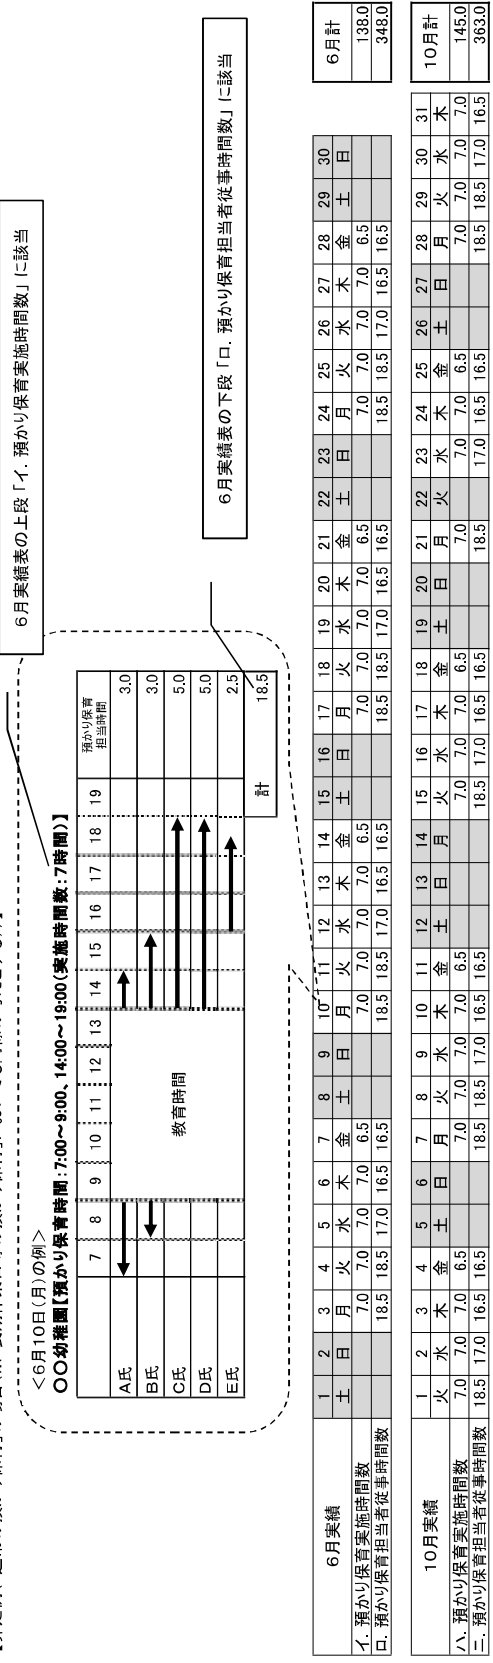 6月実績表の上段「イ．預かり保育実施時間数」に該当
＜6月10日（月）の例＞
〇〇幼稚園【預かり保育時間：7:00～9:00、14:00～19:00（実施時間数：7時間）】
7 8 9 10 11 12 13 14 15 16 17 18 19 預かり保育
担当時間
A氏 3.0
B氏 3.0
C氏 教育時間 5.0
D氏 5.0
E氏 2.5
計 18.5
6月実績表の下段「ロ．預かり保育担当者従事時間数」に該当
6月実績 1 2 3 4 5 6 7 8 9 10 11 12 13 14 15 16 17 18 19 20 21 22 23 24 25 26 27 28 29 30 6月計
土 日 月 火 水 木 金 土 日 月 火 水 木 金 土 日 月 火 水 木 金 土 日 月 火 水 木 金 土 日
イ．預かり保育実施時間数 7.0 7.0 7.0 7.0 6.5 7.0 7.0 7.0 7.0 6.5 7.0 7.0 7.0 7.0 6.5 7.0 7.0 7.0 7.0 6.5 138.0
ロ．預かり保育担当者従事時間数 18.5 18.5 17.0 16.5 16.5 18.5 18.5 17.0 16.5 16.5 18.5 18.5 17.0 16.5 16.5 18.5 18.5 17.0 16.5 16.5 348.0
10月実績 1 2 3 4 5 6 7 8 9 10 11 12 13 14 15 16 17 18 19 20 21 22 23 24 25 26 27 28 29 30 31 10月計
火 水 木 金 土 日 月 火 水 木 金 土 日 月 火 水 木 金 土 日 月 火 水 木 金 土 日 月 火 水 木
ハ．預かり保育実施時間数 7.0 7.0 7.0 6.5 7.0 7.0 7.0 7.0 6.5 7.0 7.0 7.0 6.5 7.0 7.0 7.0 6.5 7.0 7.0 7.0 7.0 145.0
ニ．預かり保育担当者従事時間数 18.5 17.0 16.5 16.5 18.5 18.5 17.0 16.5 16.5 18.5 17.0 16.5 16.5 18.5 17.0 16.5 16.5 18.5 18.5 17.0 16.5 363.0